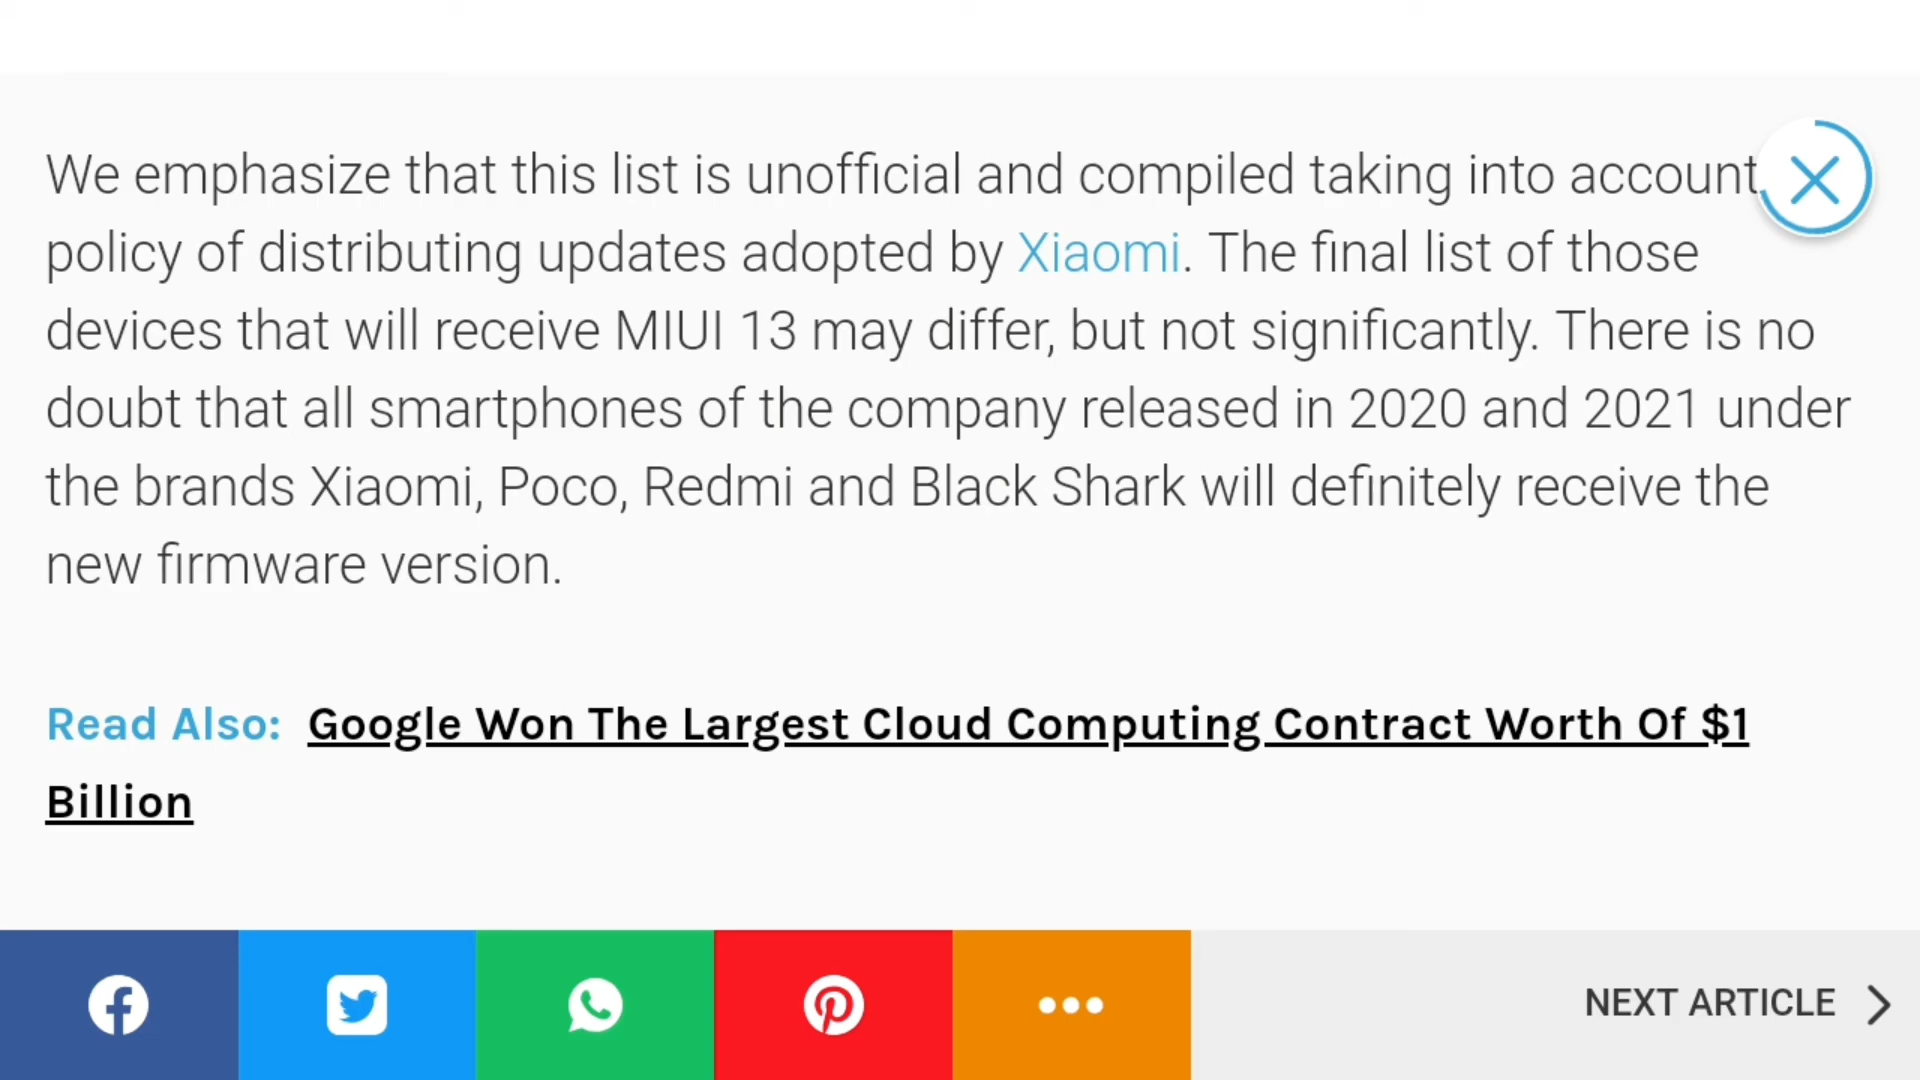 We emphasize that this list is unofficial and compiled taking into account
policy of distributing updates adopted by Xiaomi. The final list of those
devices that will receive MIUI 13 may differ, but not significantly. There is no
doubt that all smartphones of the company released in 2020 and 2021 under
the brands Xiaomi, Poco, Redmi and Black Shark will definitely receive the
new firmware version.
Read Also: Google Won The Largest Cloud Computing Contract Worth Of $1
Billion
NEXT ARTICLE